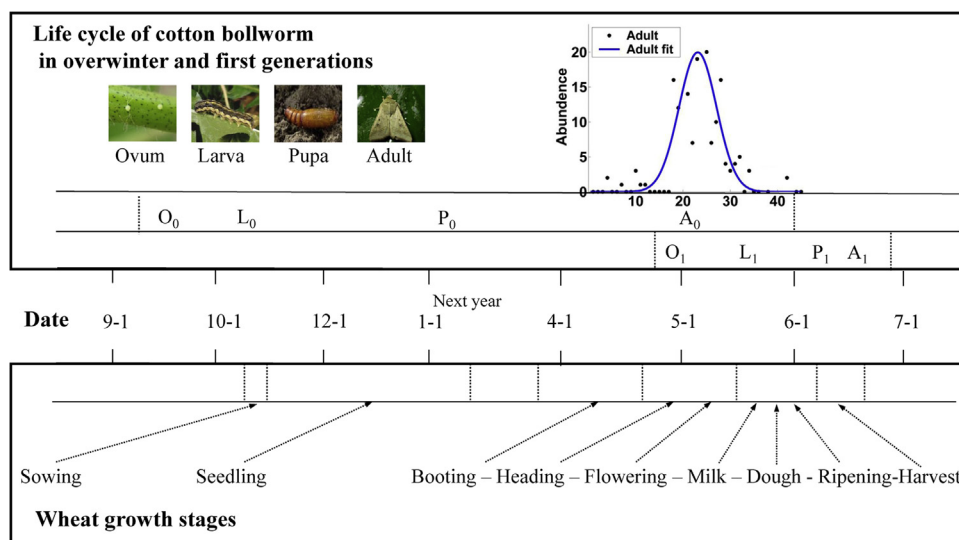 Life cycle of cotton bollworm
in overwinter and first generations
Ovum Larva Pupa Adult
Adult
Adult fit
Abundance
20
15
10
5
0
10 20 30 40
O0 L0 P0 A0
O1 L1 P1 A1
Next year
Date 9-1 10-1 12-1 1-1 4-1 5-1 6-1 7-1
Sowing Seedling Booting – Heading – Flowering – Milk – Dough - Ripening-Harvest
Wheat growth stages